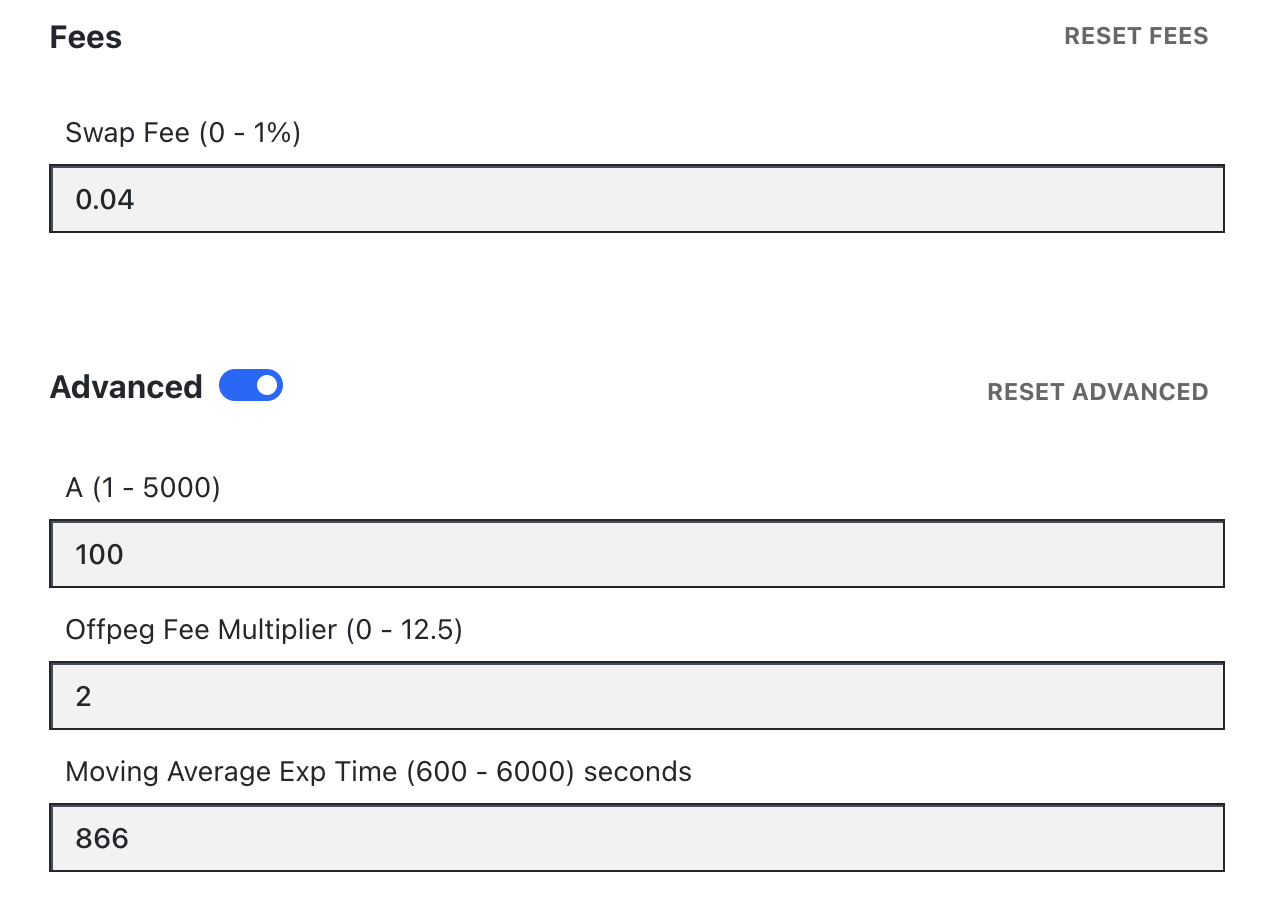 Fees
RESET FEES
Swap Fee (0 - 1%)
0.04
Advanced
RESET ADVANCED
A (1 - 5000)
100
Offpeg Fee Multiplier (0 - 12.5)
2
Moving Average Exp Time (600 - 6000) seconds
866